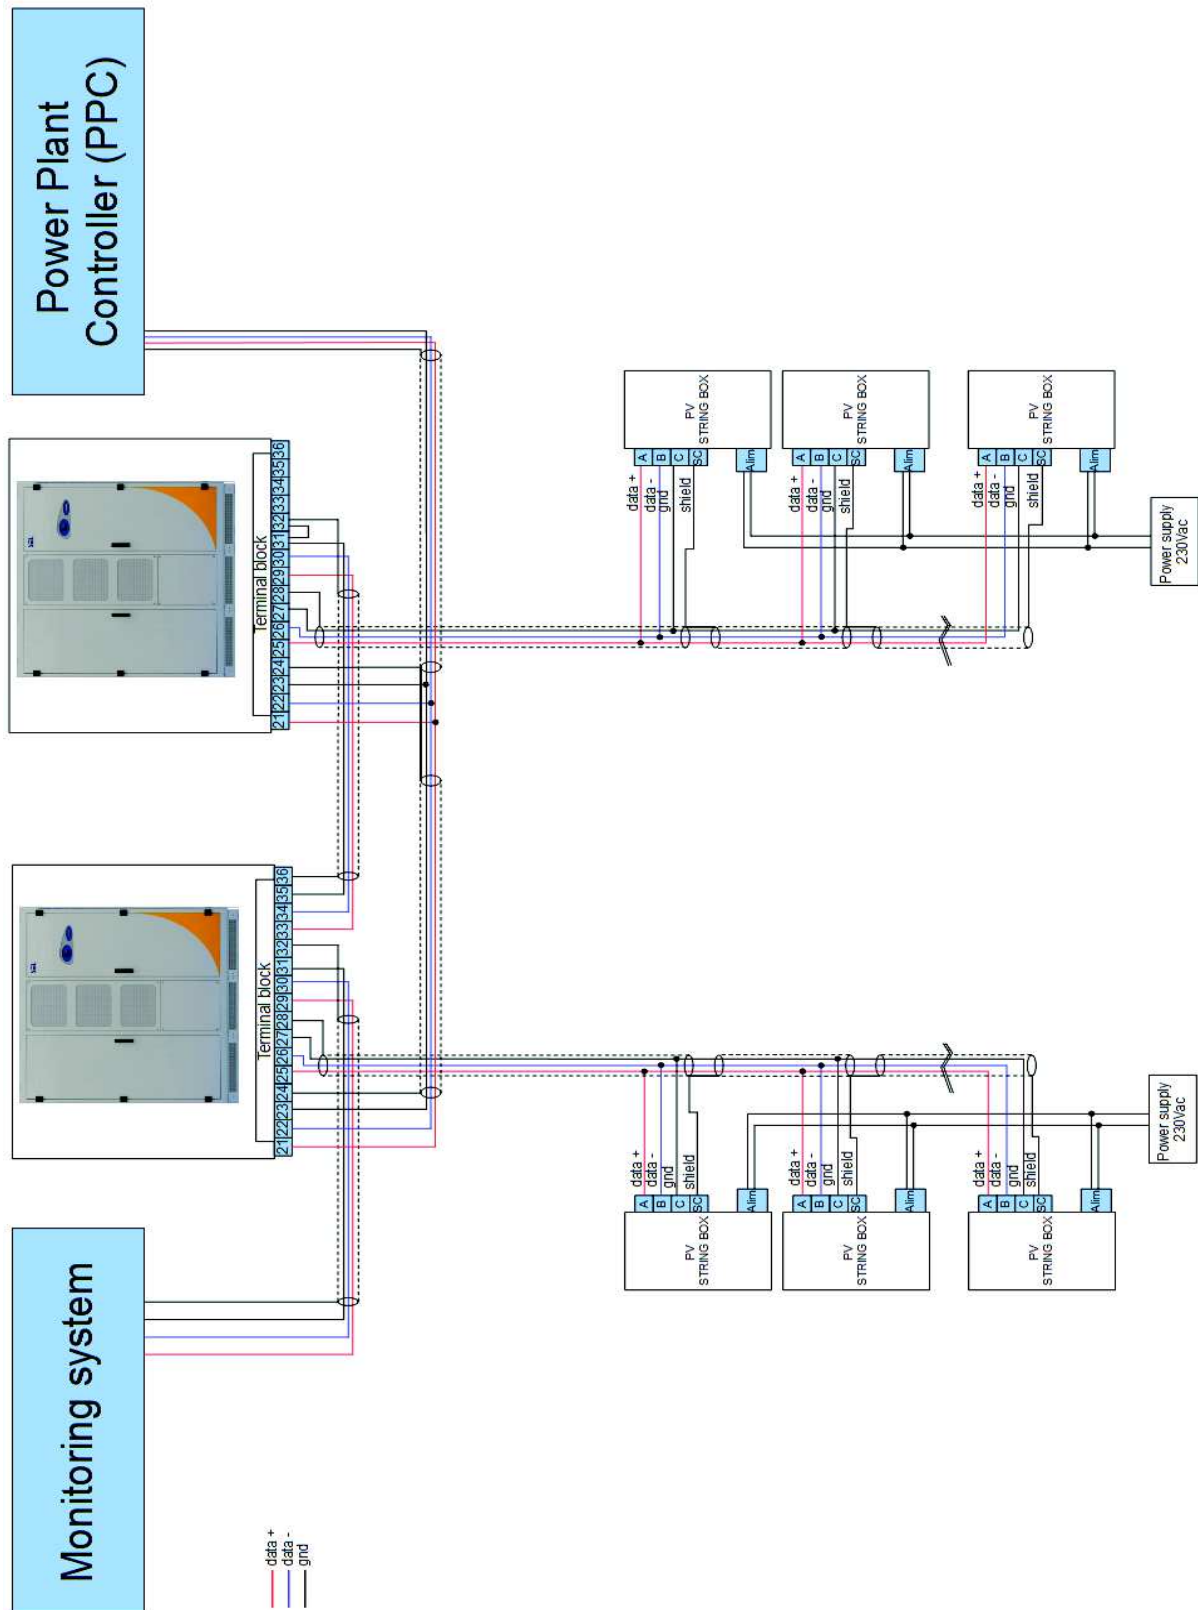 Monitoring system
Power Plant
Controller (PPC)
Terminal block
21 22 23 24 25 26 27 28 29 30 31 32 33 34 35 36
Terminal block
21 22 23 24 25 26 27 28 29 30 31 32 33 34 35 36
data +
data -
gnd
PV
STRING BOX
A
B
C
SC
Alim
data +
data -
gnd
shield
PV
STRING BOX
A
B
C
SC
Alim
data +
data -
gnd
shield
PV
STRING BOX
A
B
C
SC
Alim
data +
data -
gnd
shield
Power supply
230Vac
data +
data -
gnd
shield
A
B
C
SC
Alim
PV
STRING BOX
data +
data -
gnd
shield
A
B
C
SC
Alim
PV
STRING BOX
data +
data -
gnd
shield
A
B
C
SC
Alim
PV
STRING BOX
Power supply
230Vac